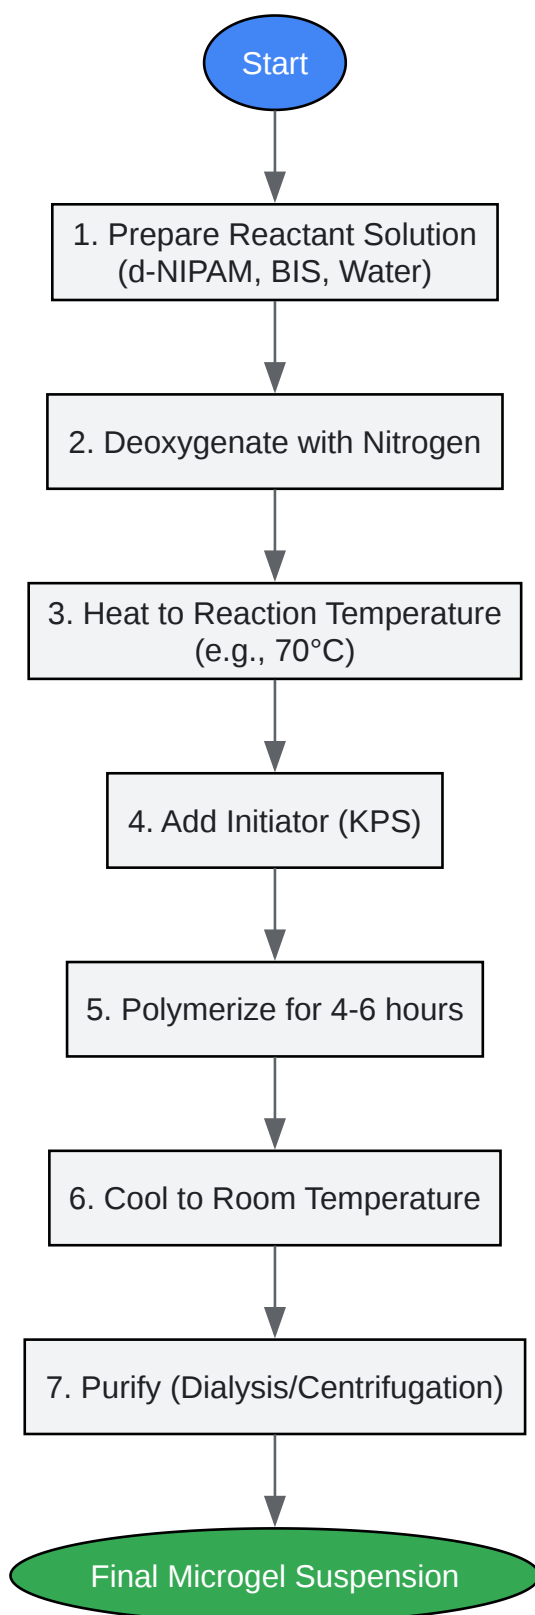 Start
1. Prepare Reactant Solution
(d-NIPAM, BIS, Water)
2. Deoxygenate with Nitrogen
3. Heat to Reaction Temperature
(e.g., 70°C)
4. Add Initiator (KPS)
5. Polymerize for 4-6 hours
6. Cool to Room Temperature
7. Purify (Dialysis/Centrifugation)
Final Microgel Suspension